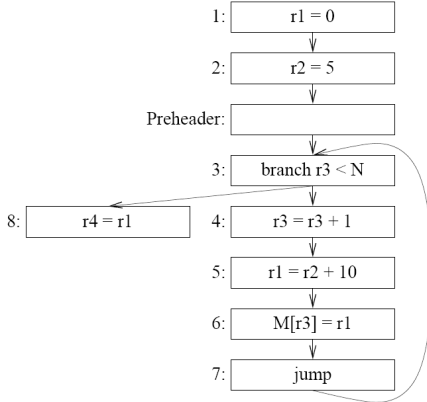 1: r1 = 0
2: r2 = 5
Preheader:
3: branch r3 < N
8: r4 = r1
4: r3 = r3 + 1
5: r1 = r2 + 10
6: M[r3] = r1
7: jump